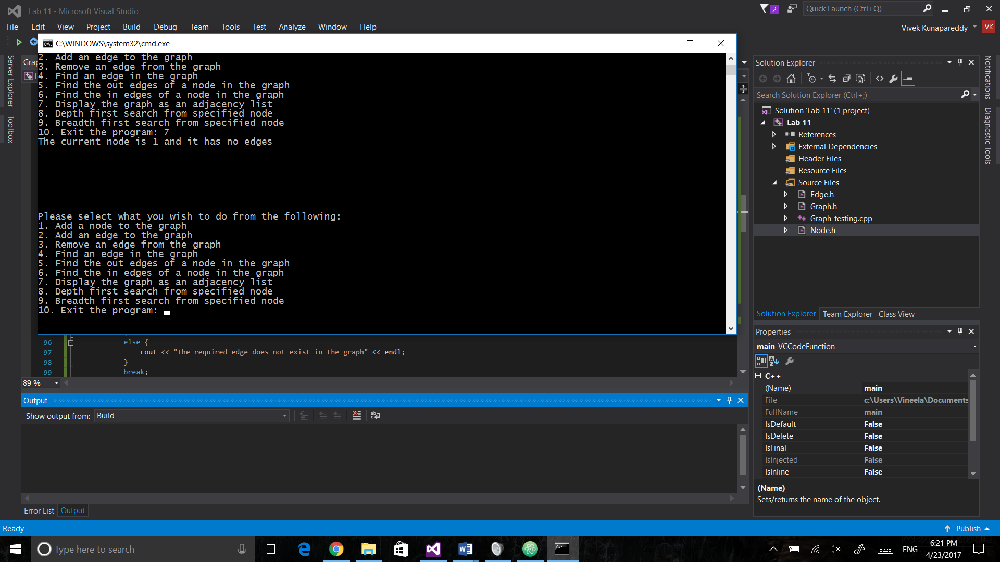 Lab 11 - Microsoft Visual Studio
2
Quick Launch (Ctrl+Q)
File Edit View Project Build Debug Team Tools Test Analyze Window Help
Vivek Kunapareddy VK
C:\WINDOWS\system32\cmd.exe
Server Explorer
Toolbox
2. Add an edge to the graph
3. Remove an edge from the graph
4. Find an edge in the graph
5. Find the out edges of a node in the graph
6. Find the in edges of a node in the graph
7. Display the graph as an adjacency list
8. Depth first search from specified node
9. Breadth first search from specified node
10. Exit the program: 7
The current node is 1 and it has no edges
Please select what you wish to do from the following:
1. Add a node to the graph
2. Add an edge to the graph
3. Remove an edge from the graph
4. Find an edge in the graph
5. Find the out edges of a node in the graph
6. Find the in edges of a node in the graph
7. Display the graph as an adjacency list
8. Depth first search from specified node
9. Breadth first search from specified node
10. Exit the program:
96 else {
97 cout << "The required edge does not exist in the graph" << endl;
98 }
99 break;
89 %
Output
Show output from: Build
Error List Output
Solution Explorer
Search Solution Explorer (Ctrl+;)
Solution 'Lab 11' (1 project)
Lab 11
References
External Dependencies
Header Files
Resource Files
Source Files
Edge.h
Graph.h
Graph_testing.cpp
Node.h
Solution Explorer Team Explorer Class View
Properties
main VCCodeFunction
C++
(Name) main
File c:\Users\Vineela\Documents
FullName main
IsDefault False
IsDelete False
IsFinal False
IsInjected False
IsInline False
(Name)
Sets/returns the name of the object.
Notifications
Diagnostic Tools
Ready
Publish
Type here to search
ENG
6:21 PM
4/23/2017